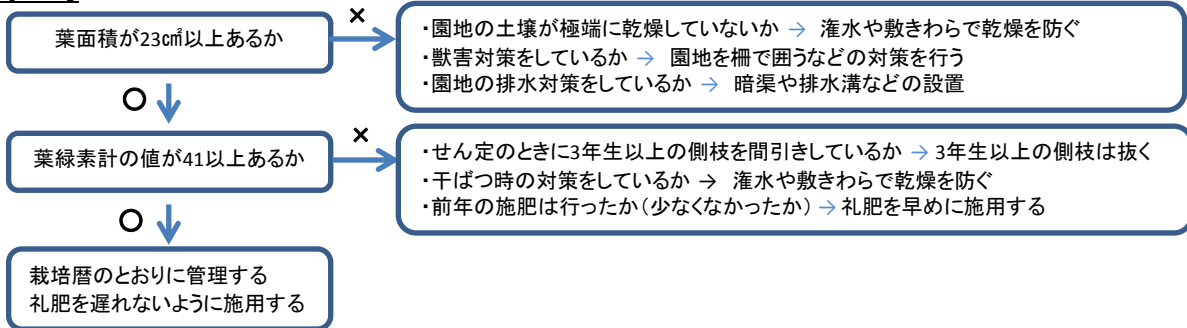 葉面積が23㎠以上あるか
×
・園地の土壌が極端に乾燥していないか → 潅水や敷きわらで乾燥を防ぐ
・獣害対策をしているか → 園地を柵で囲うなどの対策を行う
・園地の排水対策をしているか → 暗渠や排水溝などの設置
○
葉緑素計の値が41以上あるか
×
・せん定のときに3年生以上の側枝を間引きしているか → 3年生以上の側枝は抜く
・干ばつ時の対策をしているか → 潅水や敷きわらで乾燥を防ぐ
・前年の施肥は行ったか（少なくなかったか） → 礼肥を早めに施用する
○
栽培暦のとおりに管理する
礼肥を遅れないように施用する